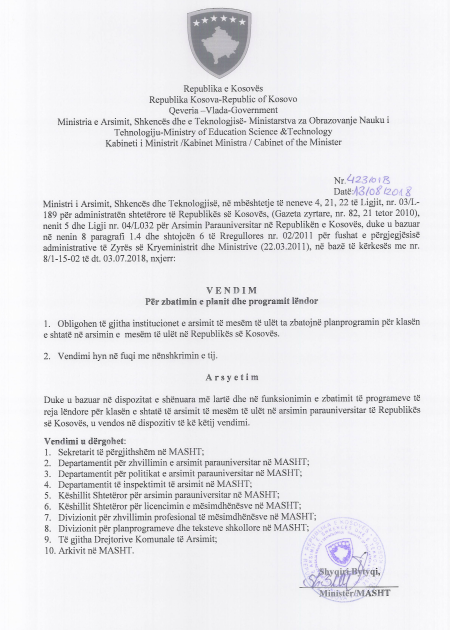 Republika e Kosovës
Republika Kosova-Republic of Kosovo
Qeveria –Vlada-Government
Ministria e Arsimit, Shkencës dhe e Teknologjisë- Ministarstva za Obrazovanje Nauku i
Tehnologiju-Ministry of Education Science &Technology
Kabineti i Ministrit /Kabinet Ministra / Cabinet of the Minister
Nr. 423/01B
Datë: 13/08/2018
Ministri i Arsimit, Shkencës dhe Teknologjisë, në mbështetje të neneve 4, 21, 22 të Ligjit, nr. 03/L-
189 për administratën shtetërore të Republikës së Kosovës, (Gazeta zyrtare, nr. 82, 21 tetor 2010),
nenit 5 dhe Ligji nr. 04/L032 për Arsimin Parauniversitar në Republikën e Kosovës, duke u bazuar
në nenin 8 paragrafi 1.4 dhe shtojcën 6 të Rregullores nr. 02/2011 për fushat e përgjegjësisë
administrative të Zyrës së Kryeministrit dhe Ministrive (22.03.2011), në bazë të kërkesës me nr.
8/1-15-02 të dt. 03.07.2018, nxjerr:
V E N D I M
Për zbatimin e planit dhe programit lëndor
1. Obligohen të gjitha institucionet e arsimit të mesëm të ulët ta zbatojnë planprogramin për klasën
e shtatë në arsimin e mesëm të ulët në Republikës së Kosovës.
2. Vendimi hyn në fuqi me nënshkrimin e tij.
A r s y e t i m
Duke u bazuar në dispozitat e shënuara më lartë dhe në funksionimin e zbatimit të programeve të
reja lëndore për klasën e shtatë të arsimit të mesëm të ulët në arsimin parauniversitar të Republikës
së Kosovës, u vendos në dispozitiv të kë këtij vendimi.
Vendimi u dërgohet:
1. Sekretarit të përgjithshëm në MASHT;
2. Departamentit për zhvillimin e arsimit parauniversitar në MASHT;
3. Departamentit për politikat e arsimit parauniversitar në MASHT;
4. Departamentit të inspektimit të arsimit në MASHT;
5. Këshillit Shtetëror për arsimin parauniversitar në MASHT;
6. Këshillit Shtetëror për licencimin e mësimdhënësve në MASHT;
7. Divizionit për zhvillimin profesional të mësimdhënësve në MASHT;
8. Divizionit për planprograme dhe tekste shkollore në MASHT;
9. Të gjitha Drejtorive Komunale të Arsimit;
10. Arkivit në MASHT.
Shyqiri Bytyqi,
Ministër/MASHT